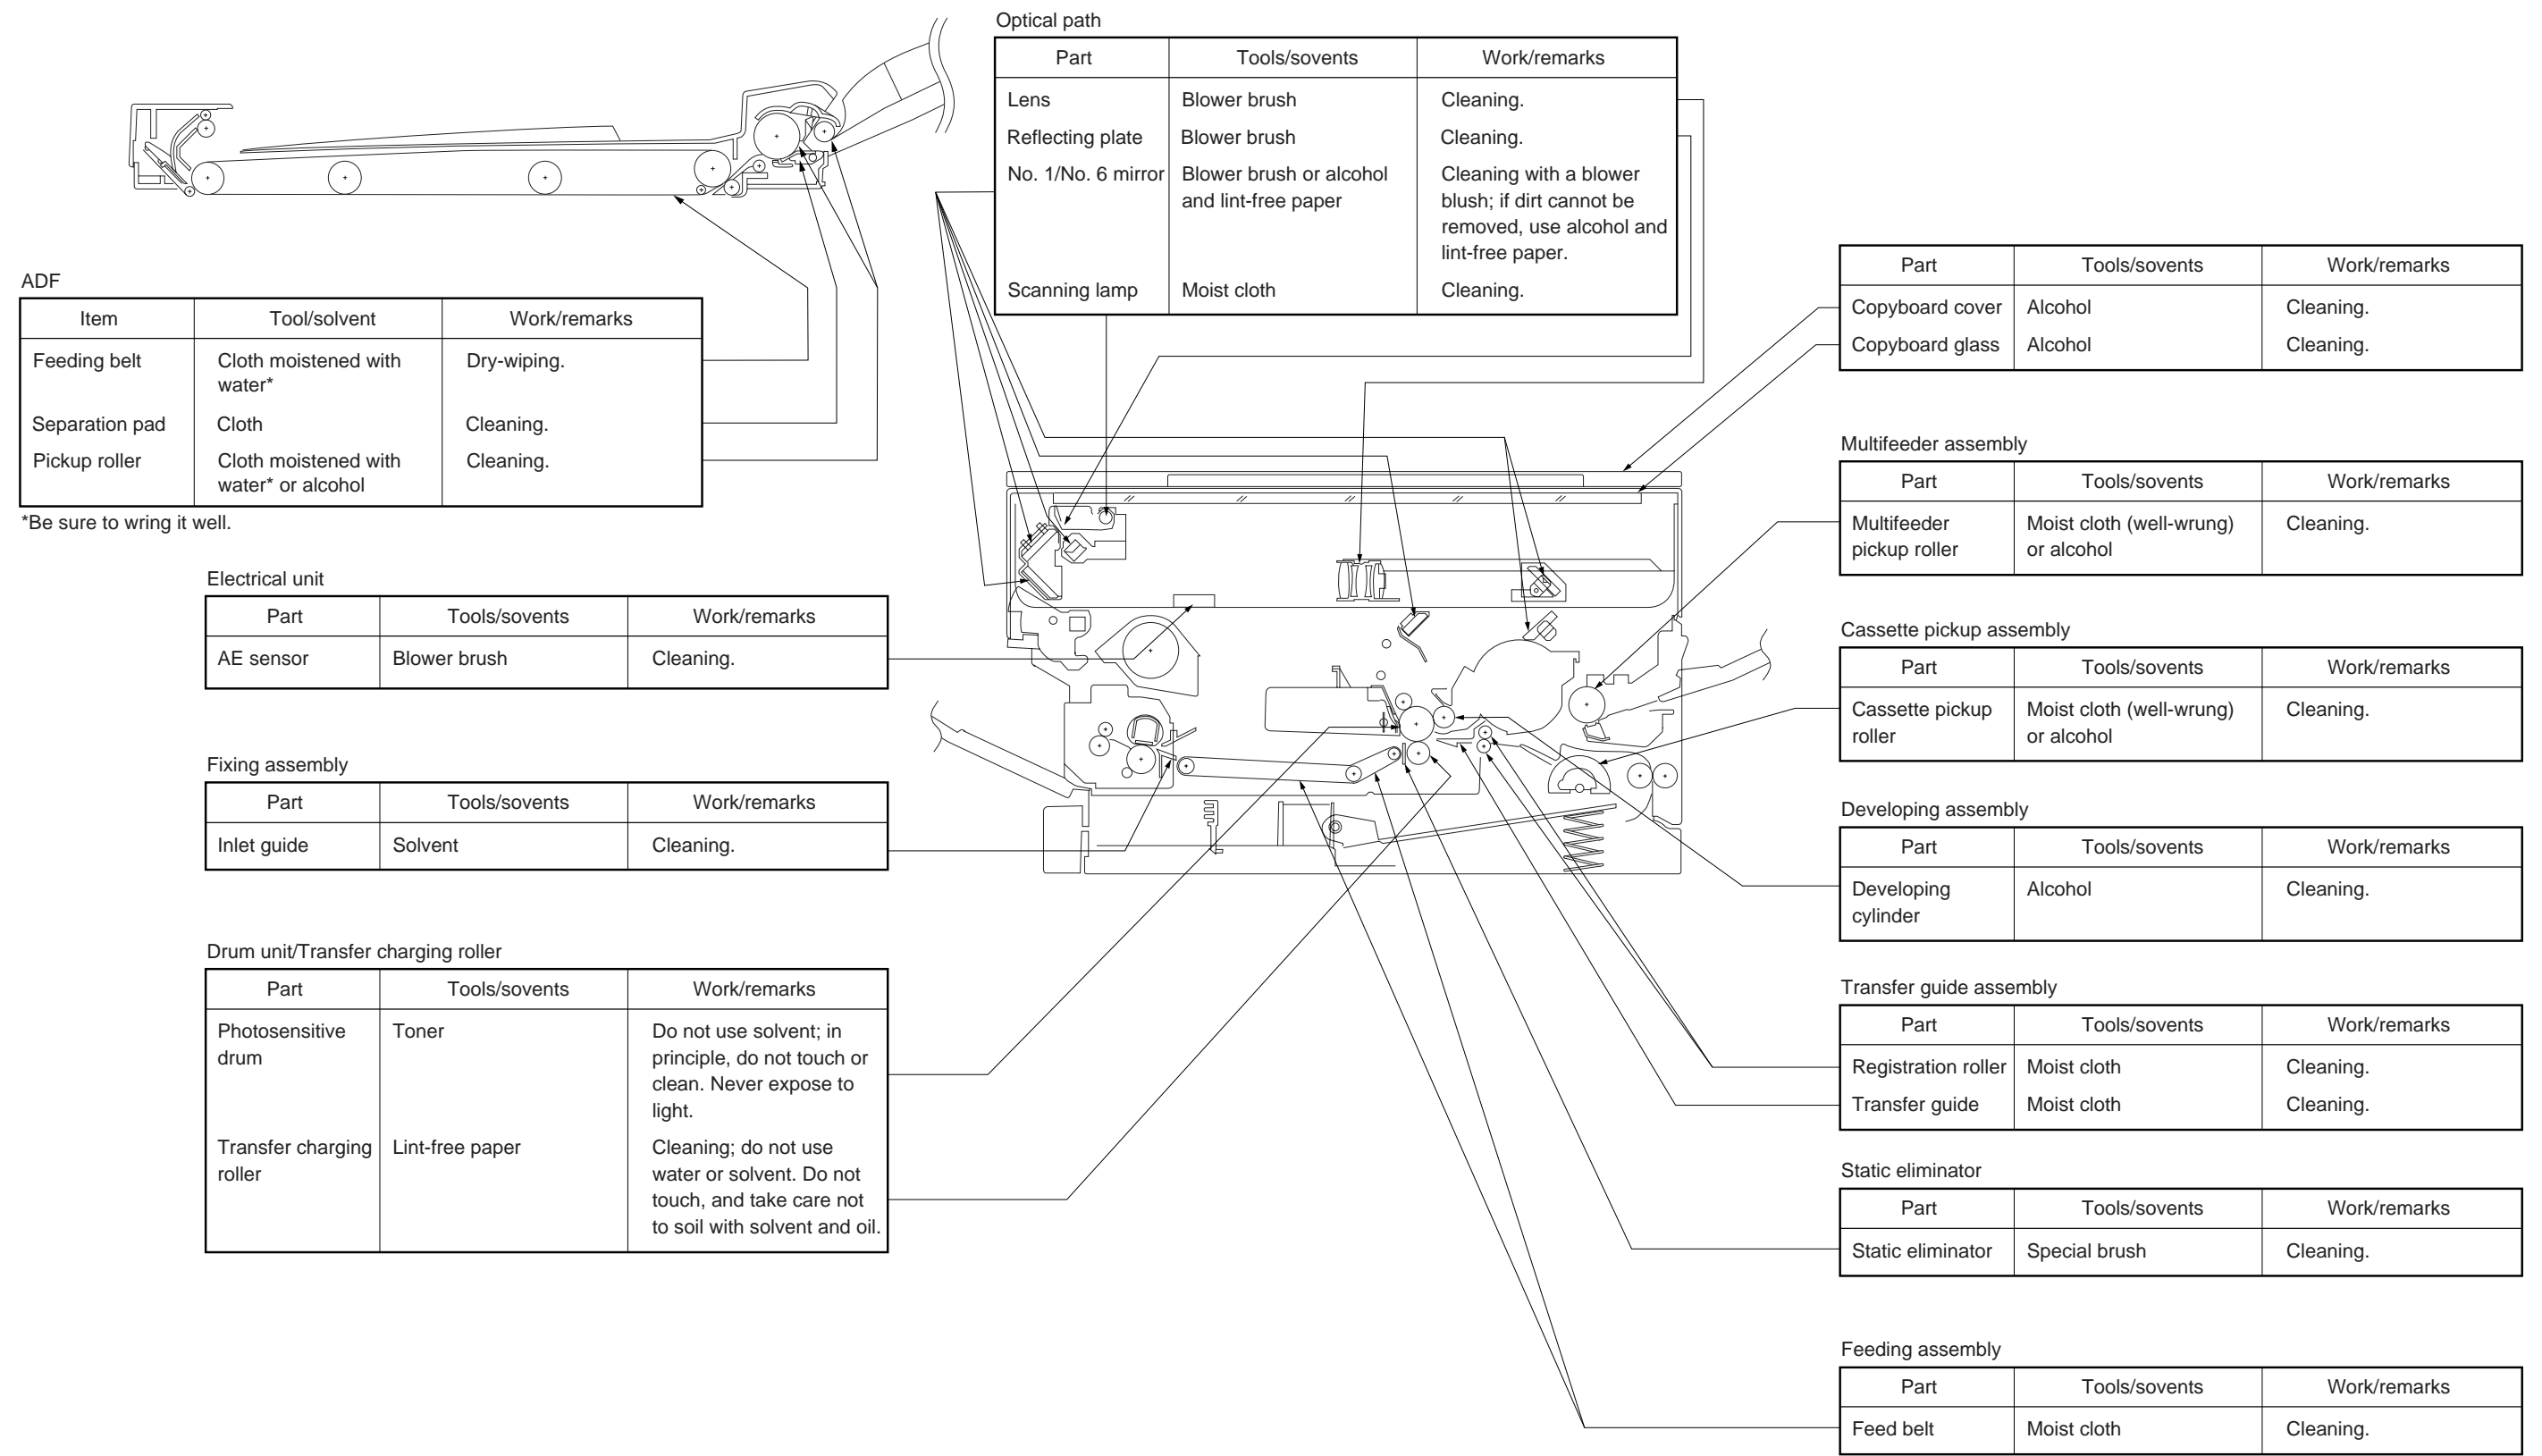 Optical path
Part Tools/sovents Work/remarks
Lens Blower brush Cleaning.
Reflecting plate Blower brush Cleaning.
No. 1/No. 6 mirror Blower brush or alcohol Cleaning with a blower
and lint-free paper blush; if dirt cannot be
removed, use alcohol and
lint-free paper.
Scanning lamp Moist cloth Cleaning.
ADF
Item Tool/solvent Work/remarks
Feeding belt Cloth moistened with Dry-wiping.
water*
Separation pad Cloth Cleaning.
Pickup roller Cloth moistened with Cleaning.
water* or alcohol
*Be sure to wring it well.
Electrical unit
Part Tools/sovents Work/remarks
AE sensor Blower brush Cleaning.
Fixing assembly
Part Tools/sovents Work/remarks
Inlet guide Solvent Cleaning.
Drum unit/Transfer charging roller
Part Tools/sovents Work/remarks
Photosensitive Toner Do not use solvent; in
drum principle, do not touch or
clean. Never expose to
light.
Transfer charging Lint-free paper Cleaning; do not use
roller water or solvent. Do not
touch, and take care not
to soil with solvent and oil.
Part Tools/sovents Work/remarks
Copyboard cover Alcohol Cleaning.
Copyboard glass Alcohol Cleaning.
Multifeeder assembly
Part Tools/sovents Work/remarks
Multifeeder Moist cloth (well-wrung) Cleaning.
pickup roller or alcohol
Cassette pickup assembly
Part Tools/sovents Work/remarks
Cassette pickup Moist cloth (well-wrung) Cleaning.
roller or alcohol
Developing assembly
Part Tools/sovents Work/remarks
Developing Alcohol Cleaning.
cylinder
Transfer guide assembly
Part Tools/sovents Work/remarks
Registration roller Moist cloth Cleaning.
Transfer guide Moist cloth Cleaning.
Static eliminator
Part Tools/sovents Work/remarks
Static eliminator Special brush Cleaning.
Feeding assembly
Part Tools/sovents Work/remarks
Feed belt Moist cloth Cleaning.